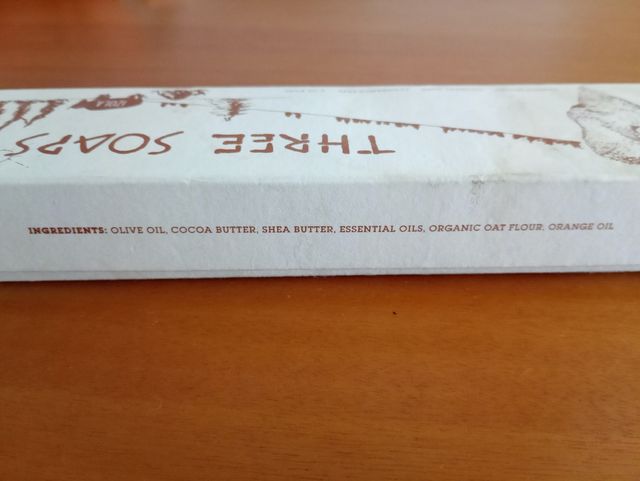 THREE SOAPS
INGREDIENTS: OLIVE OIL, COCOA BUTTER, SHEA BUTTER, ESSENTIAL OILS, ORGANIC OAT FLOUR, ORANGE OIL